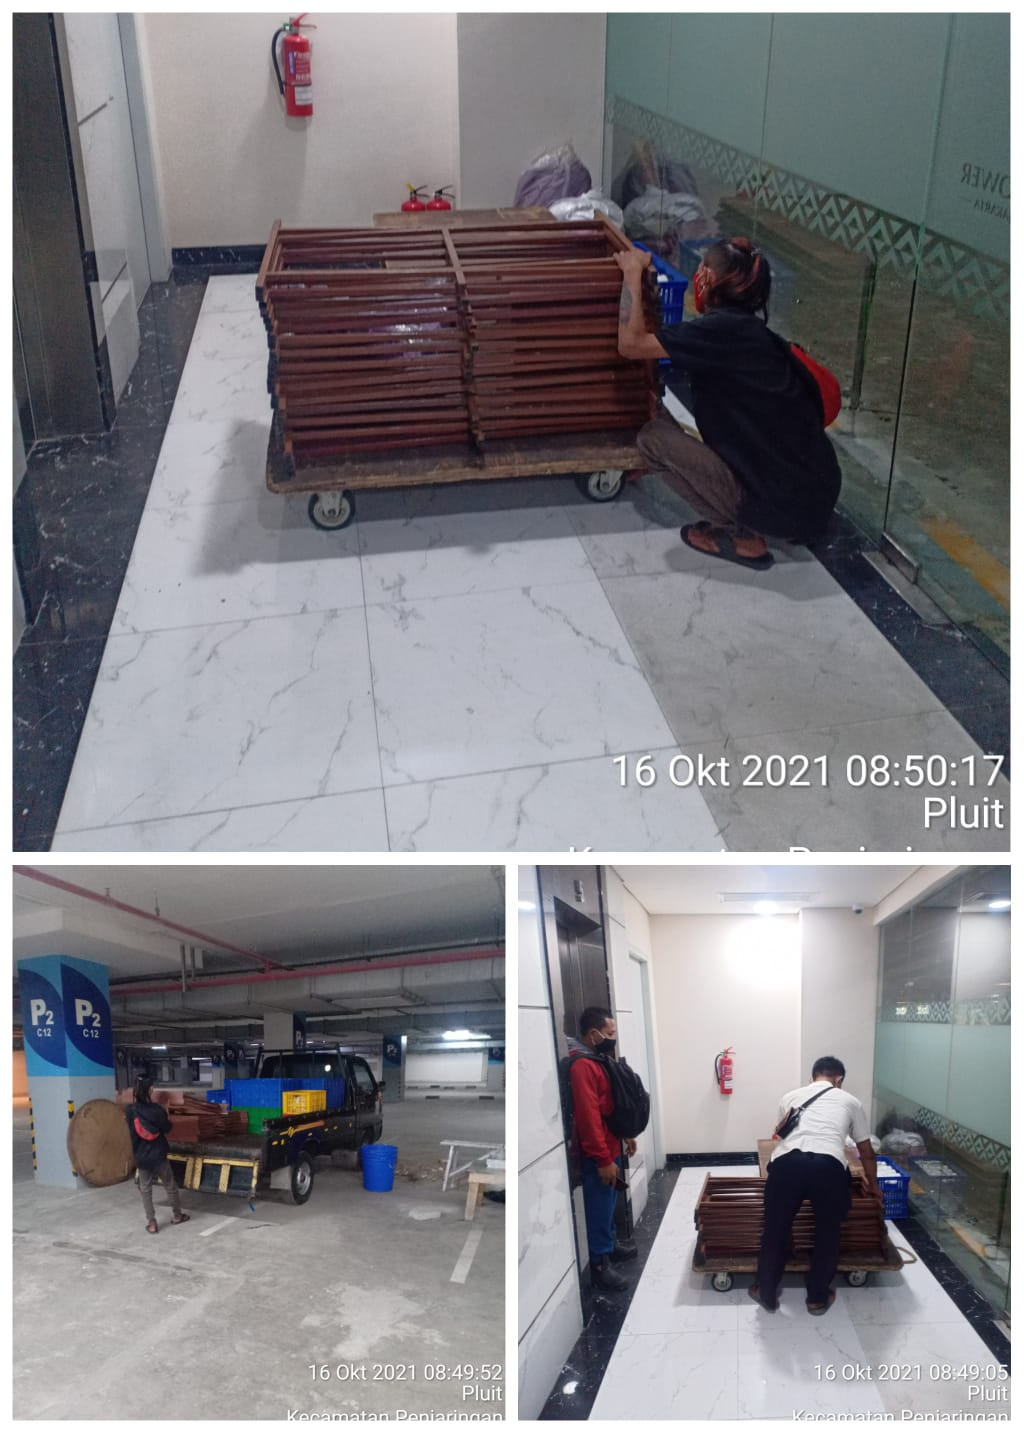 16 Okt 2021 08:50:17
Pluit
P2
C12
P2
C12
16 Okt 2021 08:49:52
Pluit
Kecamatan Penjaringan
16 Okt 2021 08:49:05
Pluit
Kecamatan Penjaringan